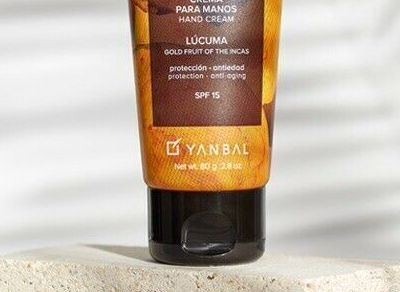 CREMA
PARA MANOS
HAND CREAM
LÚCUMA
GOLD FRUIT OF THE INCAS
protección - antiedad
protection - anti-aging
SPF 15
YANBAL
Net wt. 80 g 2.8 oz